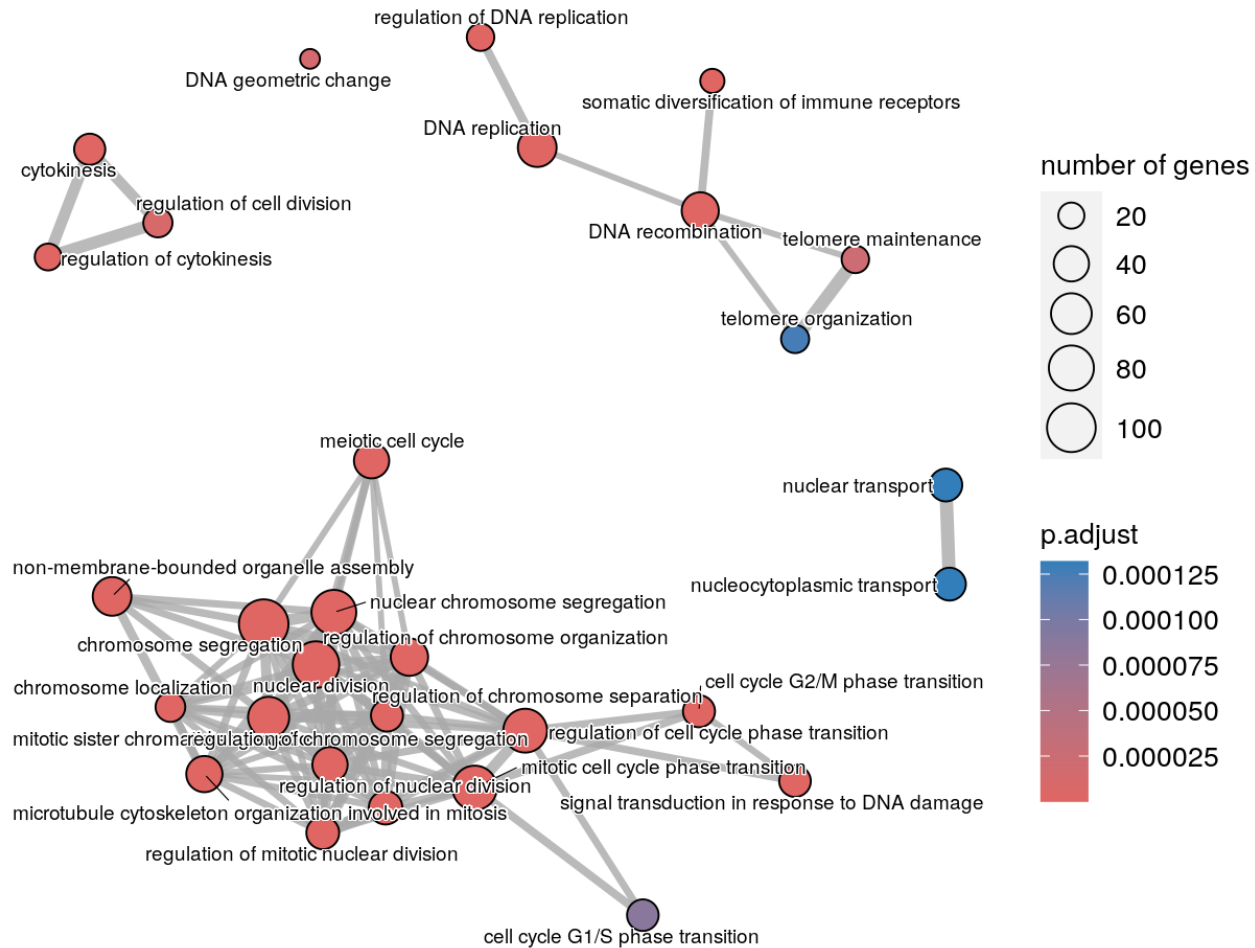 regulation of DNA replication
DNA geometric change
somatic diversification of immune receptors
DNA replication
cytokinesis
regulation of cell division
DNA recombination
telomere maintenance
regulation of cytokinesis
telomere organization
number of genes
20
40
60
80
100
meiotic cell cycle
nuclear transport
nucleocytoplasmic transport
non-membrane-bounded organelle assembly
nuclear chromosome segregation
chromosome segregation
regulation of chromosome organization
chromosome localization
nuclear division
regulation of chromosome separation
cell cycle G2/M phase transition
mitotic sister
regulation of chromosome segregation
regulation of cell cycle phase transition
mitotic cell cycle phase transition
regulation of nuclear division
signal transduction in response to DNA damage
microtubule cytoskeleton organization involved in mitosis
regulation of mitotic nuclear division
cell cycle G1/S phase transition
p.adjust
0.000125
0.000100
0.000075
0.000050
0.000025